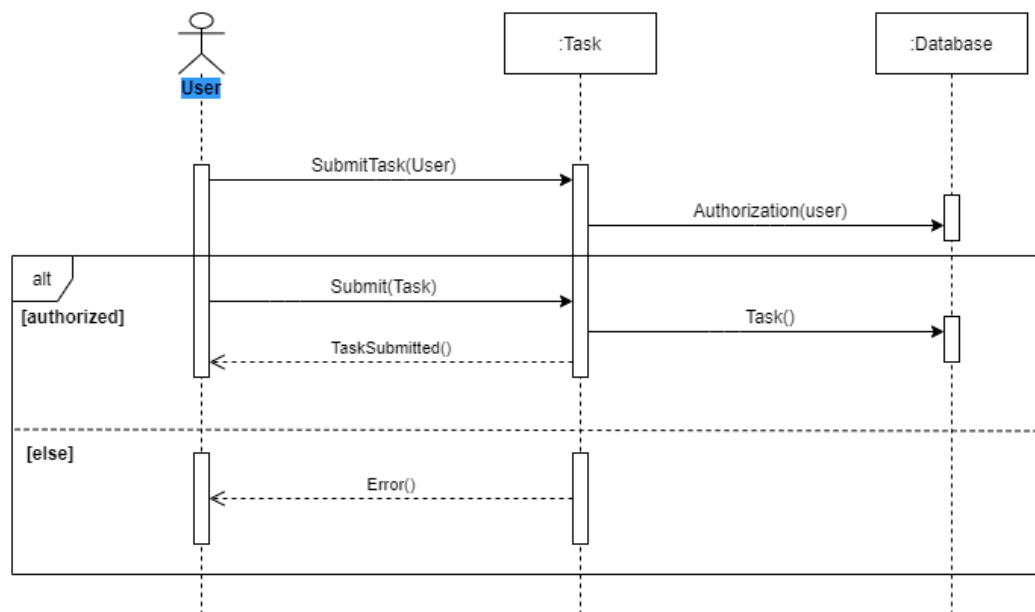 :Task
:Database
User
SubmitTask(User)
Authorization(user)
alt
Submit(Task)
[authorized]
Task()
TaskSubmitted()
[else]
Error()